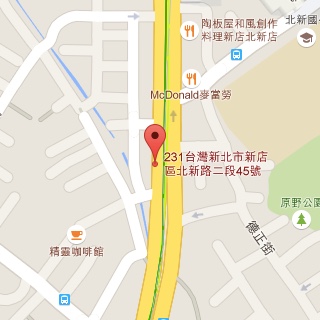 陶板屋和風創作
料理新店北新店
北新國
McDonald麥當勞
231台灣新北市新店
區北新路二段45號
原野公園
德正街
精靈咖啡館